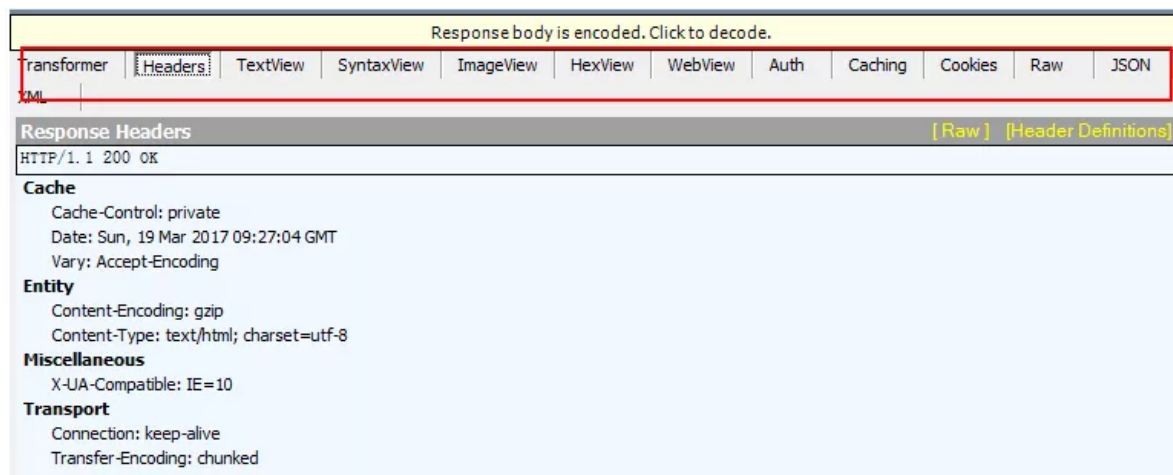 Response body is encoded. Click to decode.
Transformer Headers TextView SyntaxView ImageView HexView WebView Auth Caching Cookies Raw JSON
XML
Response Headers [ Raw ] [Header Definitions]
HTTP/1.1 200 OK
Cache
Cache-Control: private
Date: Sun, 19 Mar 2017 09:27:04 GMT
Vary: Accept-Encoding
Entity
Content-Encoding: gzip
Content-Type: text/html; charset=utf-8
Miscellaneous
X-UA-Compatible: IE=10
Transport
Connection: keep-alive
Transfer-Encoding: chunked